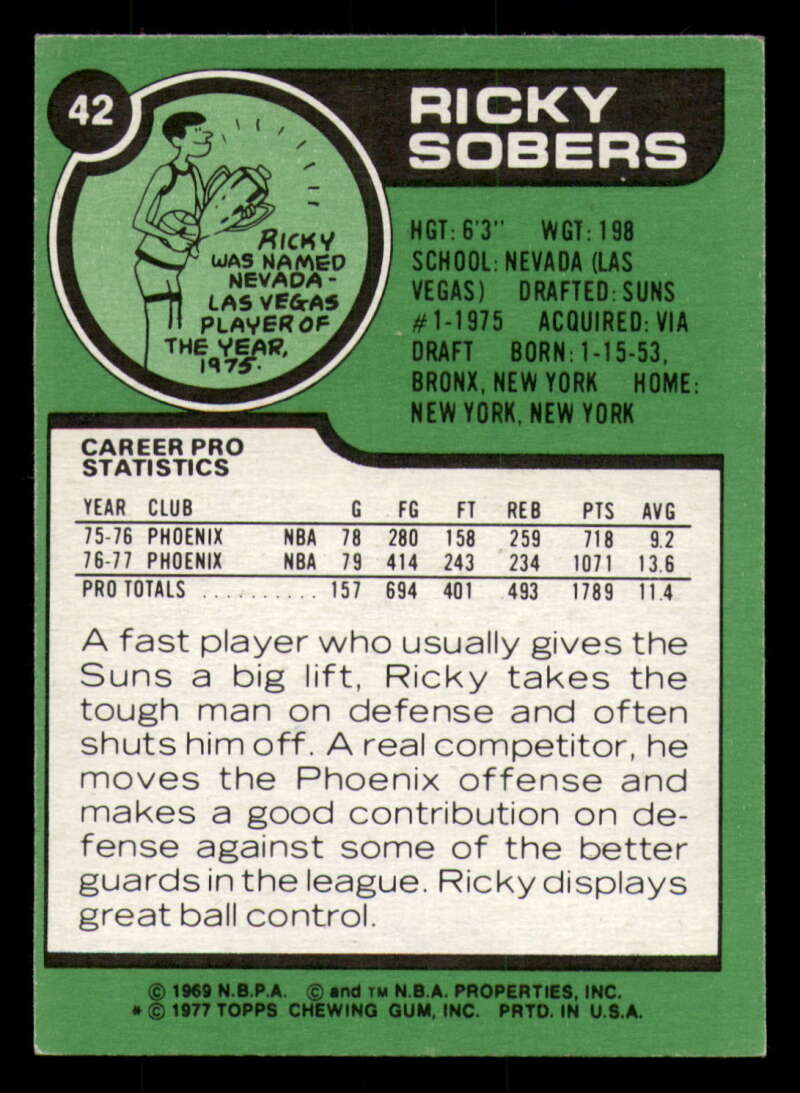 42
RICKY
SOBERS
RICKY
WAS NAMED
NEVADA-
LAS VEGAS
PLAYER OF
THE YEAR,
1975.
HGT: 6'3" WGT: 198
SCHOOL: NEVADA (LAS
VEGAS) DRAFTED: SUNS
#1-1975 ACQUIRED: VIA
DRAFT BORN: 1-15-53,
BRONX, NEW YORK HOME:
NEW YORK, NEW YORK
CAREER PRO
STATISTICS
YEAR CLUB G FG FT REB PTS AVG
75-76 PHOENIX NBA 78 280 158 259 718 9.2
76-77 PHOENIX NBA 79 414 243 234 1071 13.6
PRO TOTALS .......... 157 694 401 493 1789 11.4
A fast player who usually gives the
Suns a big lift, Ricky takes the
tough man on defense and often
shuts him off. A real competitor, he
moves the Phoenix offense and
makes a good contribution on de-
fense against some of the better
guards in the league. Ricky displays
great ball control.
© 1969 N.B.P.A. © and TM N.B.A. PROPERTIES, INC.
* © 1977 TOPPS CHEWING GUM, INC. PRTD. IN U.S.A.